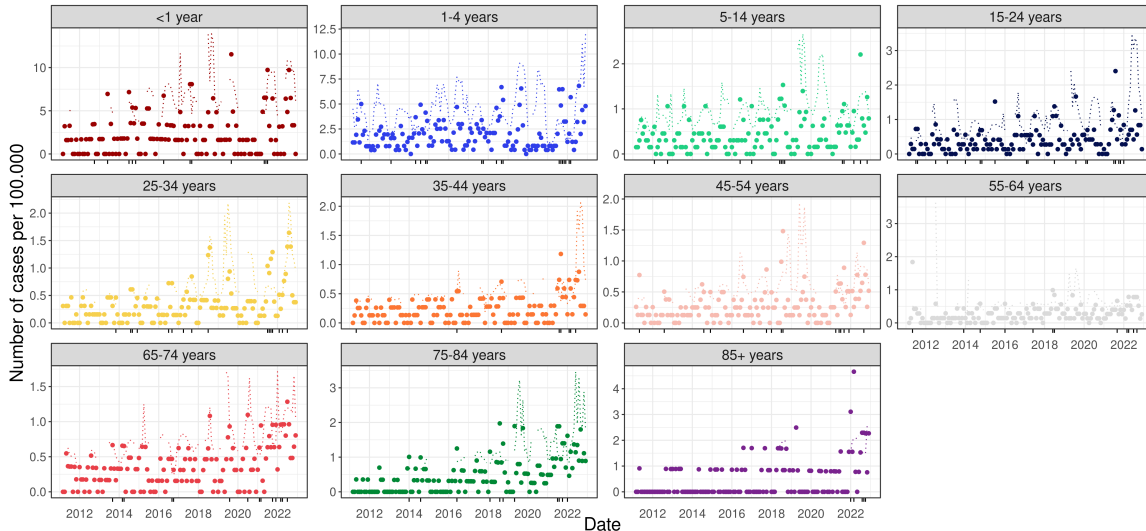 <1 year
1-4 years
5-14 years
15-24 years
10
5
0
12.5
10.0
7.5
5.0
2.5
0.0
2
1
0
3
2
1
0
25-34 years
35-44 years
45-54 years
55-64 years
2.0
1.5
1.0
0.5
0.0
2.0
1.5
1.0
0.5
0.0
2.0
1.5
1.0
0.5
0.0
3
2
1
0
2012 2014 2016 2018 2020 2022
65-74 years
75-84 years
85+ years
1.5
1.0
0.5
0.0
3
2
1
0
4
3
2
1
0
2012 2014 2016 2018 2020 2022
2012 2014 2016 2018 2020 2022
2012 2014 2016 2018 2020 2022
Number of cases per 100.000
Date